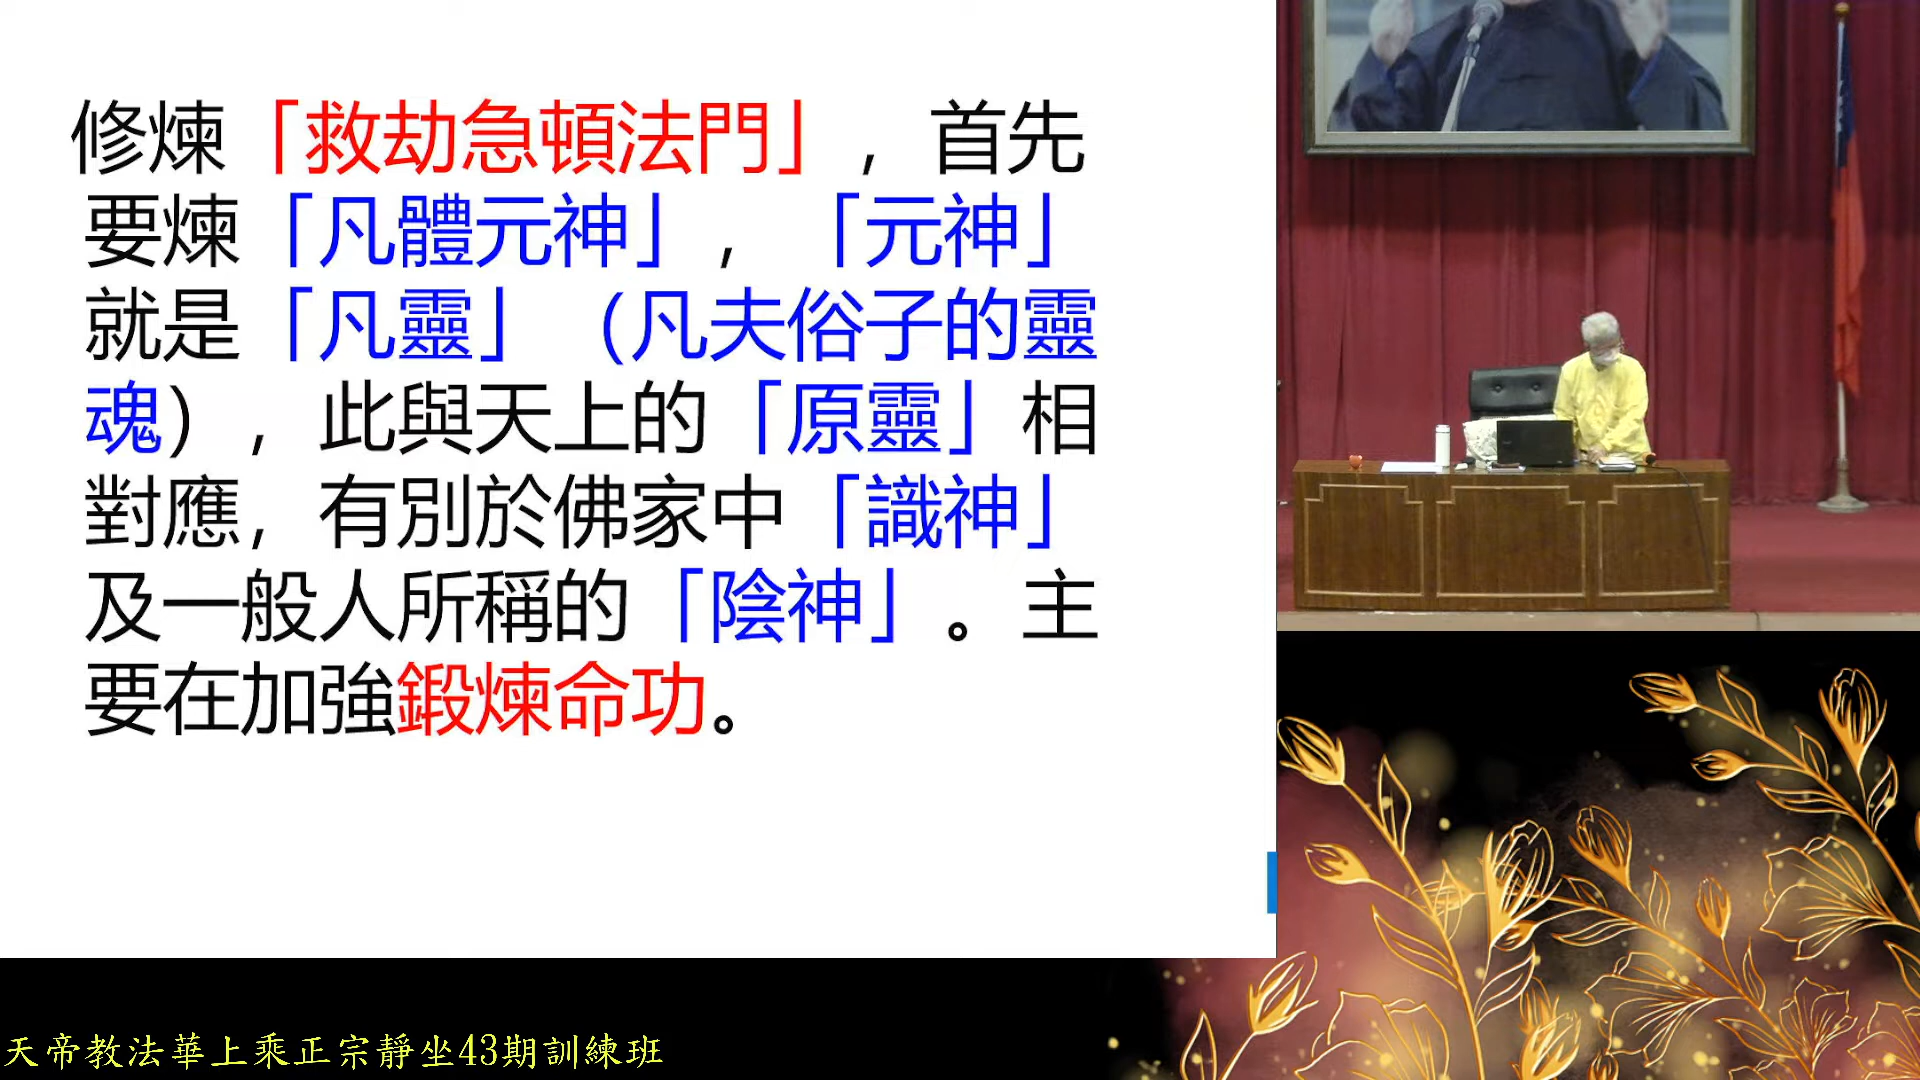 修煉「救劫急頓法門」，首先
要煉「凡體元神」，「元神」
就是「凡靈」（凡夫俗子的靈
魂），此與天上的「原靈」相
對應，有別於佛家中「識神」
及一般人所稱的「陰神」。主
要在加強鍛煉命功。
天帝教法華上乘正宗靜坐43期訓練班